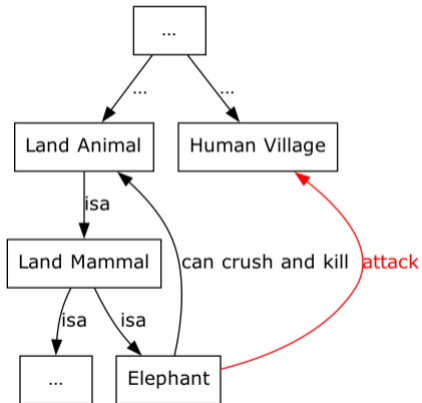 ...
...
...
Land Animal
Human Village
isa
Land Mammal
can crush and kill
attack
isa
isa
...
Elephant